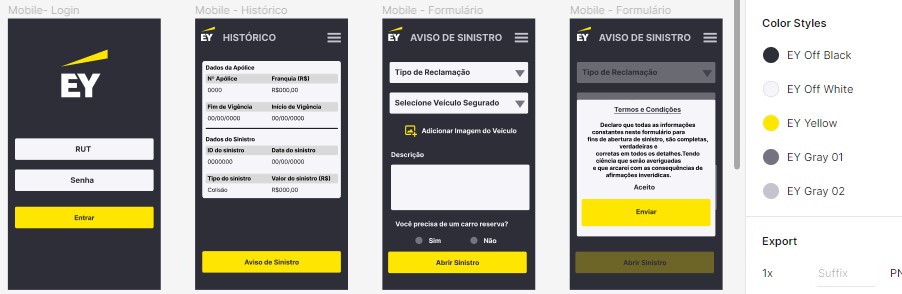 Mobile- Login
EY
RUT
Senha
Entrar
Mobile - Histórico
EY HISTÓRICO
Dados da Apólice
Nº Apólice Franquia (R$)
0000 R$000,00
Fim de Vigência Início de Vigência
00/00/0000 00/00/0000
Dados do Sinistro
ID do sinistro Data do sinistro
0000000 00/00/0000
Tipo do sinistro Valor do sinistro (R$)
Colisão R$000,00
Aviso de Sinistro
Mobile - Formulário
EY AVISO DE SINISTRO
Tipo de Reclamação
Selecione Veículo Segurado
Adicionar Imagem do Veículo
Descrição
Você precisa de um carro reserva?
Sim Não
Abrir Sinistro
Mobile - Formulário
EY AVISO DE SINISTRO
Tipo de Reclamação
Termos e Condições
Declaro que todas as informações
constantes neste formulário para
fins de abertura de sinistro, são completas,
verdadeiras e
corretas em todos os detalhes.Tendo
ciência que serão averiguadas
e que arcarei com as consequências de
afirmações inverídicas.
Aceito
Enviar
Abrir Sinistro
Color Styles
EY Off Black
EY Off White
EY Yellow
EY Gray 01
EY Gray 02
Export
1x Suffix PN